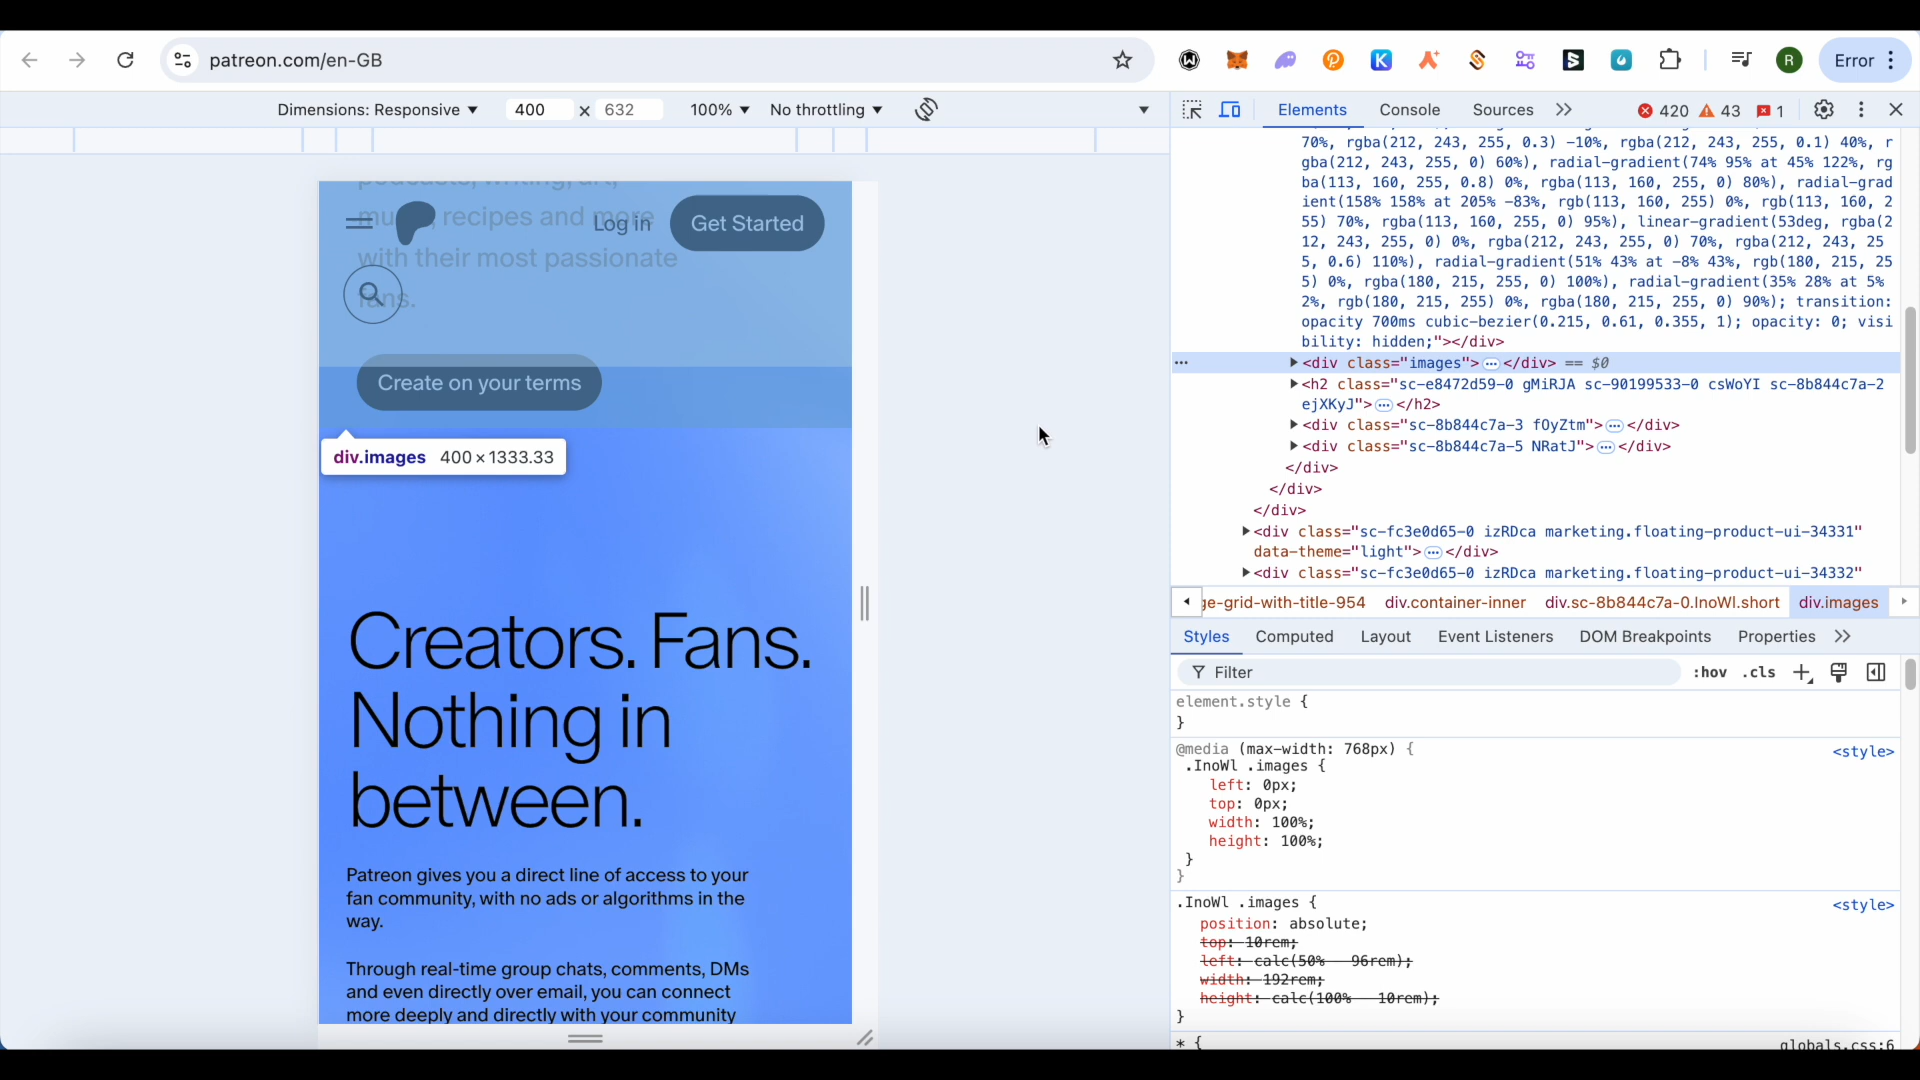 patreon.com/en-GB
Error
Dimensions: Responsive
400 × 632
100%
No throttling
Elements
Console
Sources
420
43
1
podcasts, writing, art,
music, recipes and more
with their most passionate
fans.
Log in
Get Started
Create on your terms
div.images 400 × 1333.33
Creators. Fans.
Nothing in
between.
Patreon gives you a direct line of access to your
fan community, with no ads or algorithms in the
way.
Through real-time group chats, comments, DMs
and even directly over email, you can connect
more deeply and directly with your community
70%, rgba(212, 243, 255, 0.3) -10%, rgba(212, 243, 255, 0.1) 40%, r
gba(212, 243, 255, 0) 60%), radial-gradient(74% 95% at 45% 122%, rg
ba(113, 160, 255, 0.8) 0%, rgba(113, 160, 255, 0) 80%), radial-grad
ient(158% 158% at 205% -83%, rgb(113, 160, 255) 0%, rgb(113, 160, 2
55) 70%, rgba(113, 160, 255, 0) 95%), linear-gradient(53deg, rgba(2
12, 243, 255, 0) 0%, rgba(212, 243, 255, 0) 70%, rgba(212, 243, 25
5, 0.6) 110%), radial-gradient(51% 43% at -8% 43%, rgb(180, 215, 25
5) 0%, rgba(180, 215, 255, 0) 100%), radial-gradient(35% 28% at 5%
2%, rgb(180, 215, 255) 0%, rgba(180, 215, 255, 0) 90%); transition:
opacity 700ms cubic-bezier(0.215, 0.61, 0.355, 1); opacity: 0; visi
bility: hidden;"></div>
<div class="images"> … </div> == $0
<h2 class="sc-e8472d59-0 gMiRJA sc-90199533-0 csWoYI sc-8b844c7a-2
ejXKyJ"> … </h2>
<div class="sc-8b844c7a-3 fOyZtm"> … </div>
<div class="sc-8b844c7a-5 NRatJ"> … </div>
</div>
</div>
</div>
<div class="sc-fc3e0d65-0 izRDca marketing.floating-product-ui-34331"
data-theme="light"> … </div>
<div class="sc-fc3e0d65-0 izRDca marketing.floating-product-ui-34332"
ge-grid-with-title-954 div.container-inner div.sc-8b844c7a-0.InoWl.short div.images
Styles
Computed
Layout
Event Listeners
DOM Breakpoints
Properties
Filter
:hov
.cls
element.style {
}
@media (max-width: 768px) {
<style>
.InoWl .images {
left: 0px;
top: 0px;
width: 100%;
height: 100%;
}
}
.InoWl .images {
<style>
position: absolute;
top: 10rem;
left: calc(50% - 96rem);
width: 192rem;
height: calc(100% - 10rem);
}
* {
globals.css:6